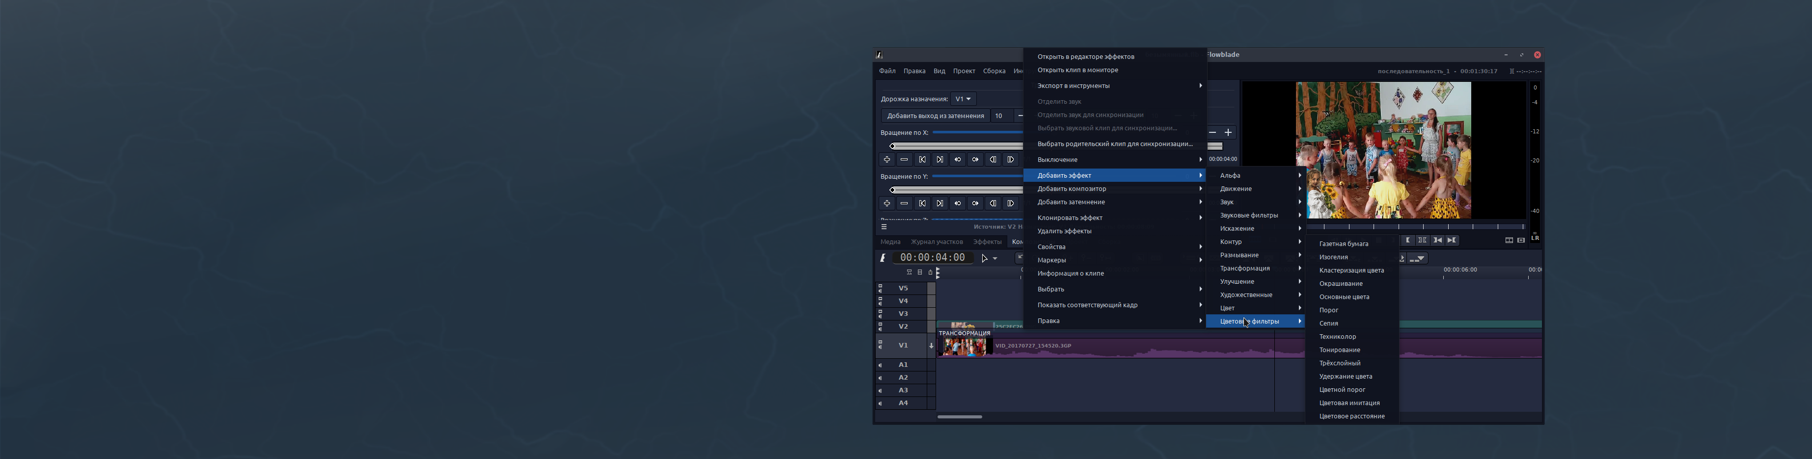 Flowblade
Файл Правка Вид Проект Сборка
последовательность_1 - 00:01:30:17
Дорожка назначения: V1
Добавить выход из затемнения 10
Вращение по X:
00:00:04:00
Вращение по Y:
Источник: V2
Медиа Журнал участков Эффекты
00:00:04:00
00:00:06:00
V5
V4
V3
V2
V1
A1
A2
A3
A4
ТРАНСФОРМАЦИЯ
VID_20170727_154520.3GP
Открыть в редакторе эффектов
Открыть клип в мониторе
Экспорт в инструменты
Отделить звук
Отделить звук для синхронизации
Выбрать звуковой клип для синхронизации...
Выбрать родительский клип для синхронизации...
Выключение
Добавить эффект
Добавить композитор
Добавить затемнение
Клонировать эффект
Удалить эффекты
Свойства
Маркеры
Информация о клипе
Выбрать
Показать соответствующий кадр
Правка
Альфа
Движение
Звук
Звуковые фильтры
Искажение
Контур
Размывание
Трансформация
Улучшение
Художественные
Цвет
Цветовые фильтры
Газетная бумага
Изогелия
Кластеризация цвета
Окрашивание
Основные цвета
Порог
Сепия
Техниколор
Тонирование
Трёхслойный
Удержание цвета
Цветной порог
Цветовая имитация
Цветовое расстояние
0
-4
-12
-20
-40
L R